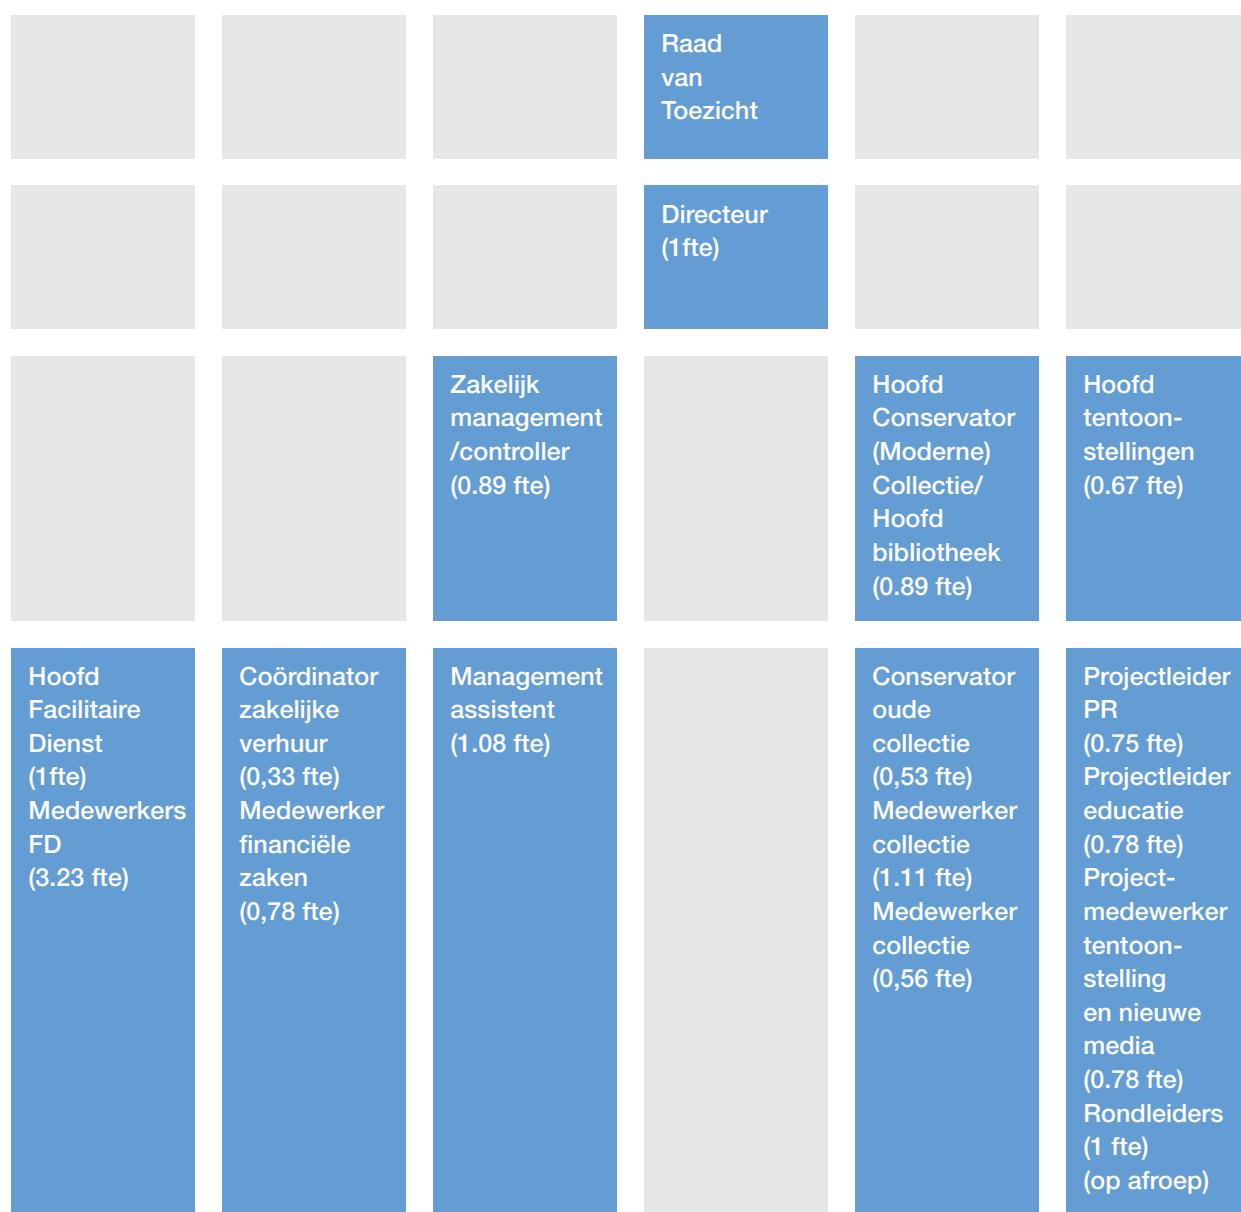 Raad
van
Toezicht
Directeur
(1fte)
Zakelijk
management
/controller
(0.89 fte)
Hoofd
Conservator
(Moderne)
Collectie/
Hoofd
bibliotheek
(0.89 fte)
Hoofd
tentoon-
stellingen
(0.67 fte)
Hoofd
Facilitaire
Dienst
(1fte)
Medewerkers
FD
(3.23 fte)
Coördinator
zakelijke
verhuur
(0,33 fte)
Medewerker
financiële
zaken
(0,78 fte)
Management
assistent
(1.08 fte)
Conservator
oude
collectie
(0,53 fte)
Medewerker
collectie
(1.11 fte)
Medewerker
collectie
(0,56 fte)
Projectleider
PR
(0.75 fte)
Projectleider
educatie
(0.78 fte)
Project-
medewerker
tentoon-
stelling
en nieuwe
media
(0.78 fte)
Rondleiders
(1 fte)
(op afroep)